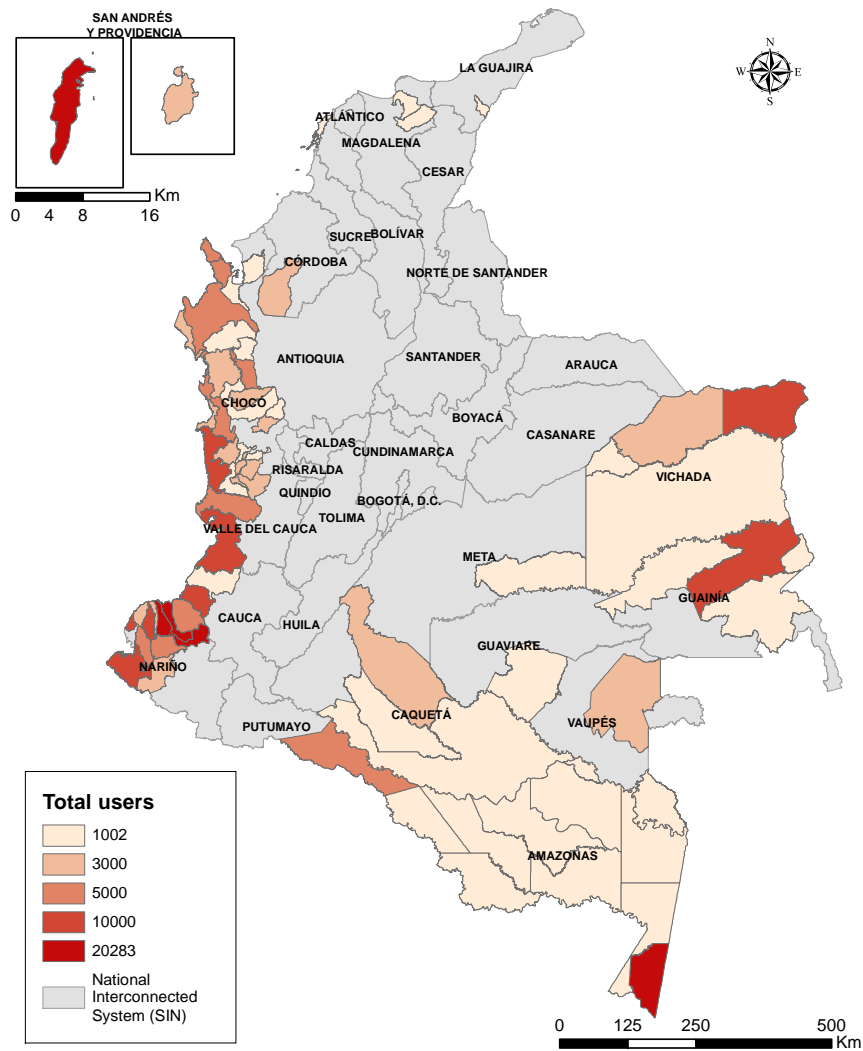 SAN ANDRÉS
Y PROVIDENCIA
Km
0 4 8 16
N
W E
S
LA GUAJIRA
ATLÁNTICO
MAGDALENA
CESAR
SUCRE
BOLÍVAR
CÓRDOBA
NORTE DE SANTANDER
ANTIOQUIA
SANTANDER
ARAUCA
CHOCÓ
BOYACÁ
CASANARE
CALDAS
CUNDINAMARCA
RISARALDA
VICHADA
QUINDIO
BOGOTÁ, D.C.
TOLIMA
VALLE DEL CAUCA
META
GUAINÍA
CAUCA
HUILA
GUAVIARE
NARIÑO
CAQUETÁ
VAUPÉS
PUTUMAYO
AMAZOÑAS
Total users
1002
3000
5000
10000
20283
National
Interconnected
System (SIN)
0 125 250 500
Km